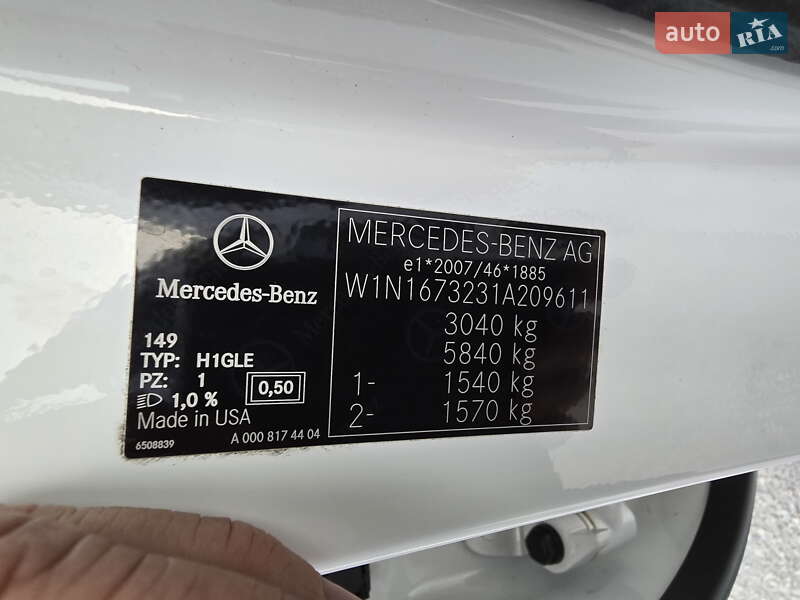 auto RIA
.com
Mercedes-Benz
149
TYP: H1GLE
PZ: 1
1,0 %
0,50
Made in USA
6508839
A 000 817 44 04
MERCEDES-BENZ AG
e1*2007/46*1885
W1N1673231A209611
3040 kg
5840 kg
1- 1540 kg
2- 1570 kg